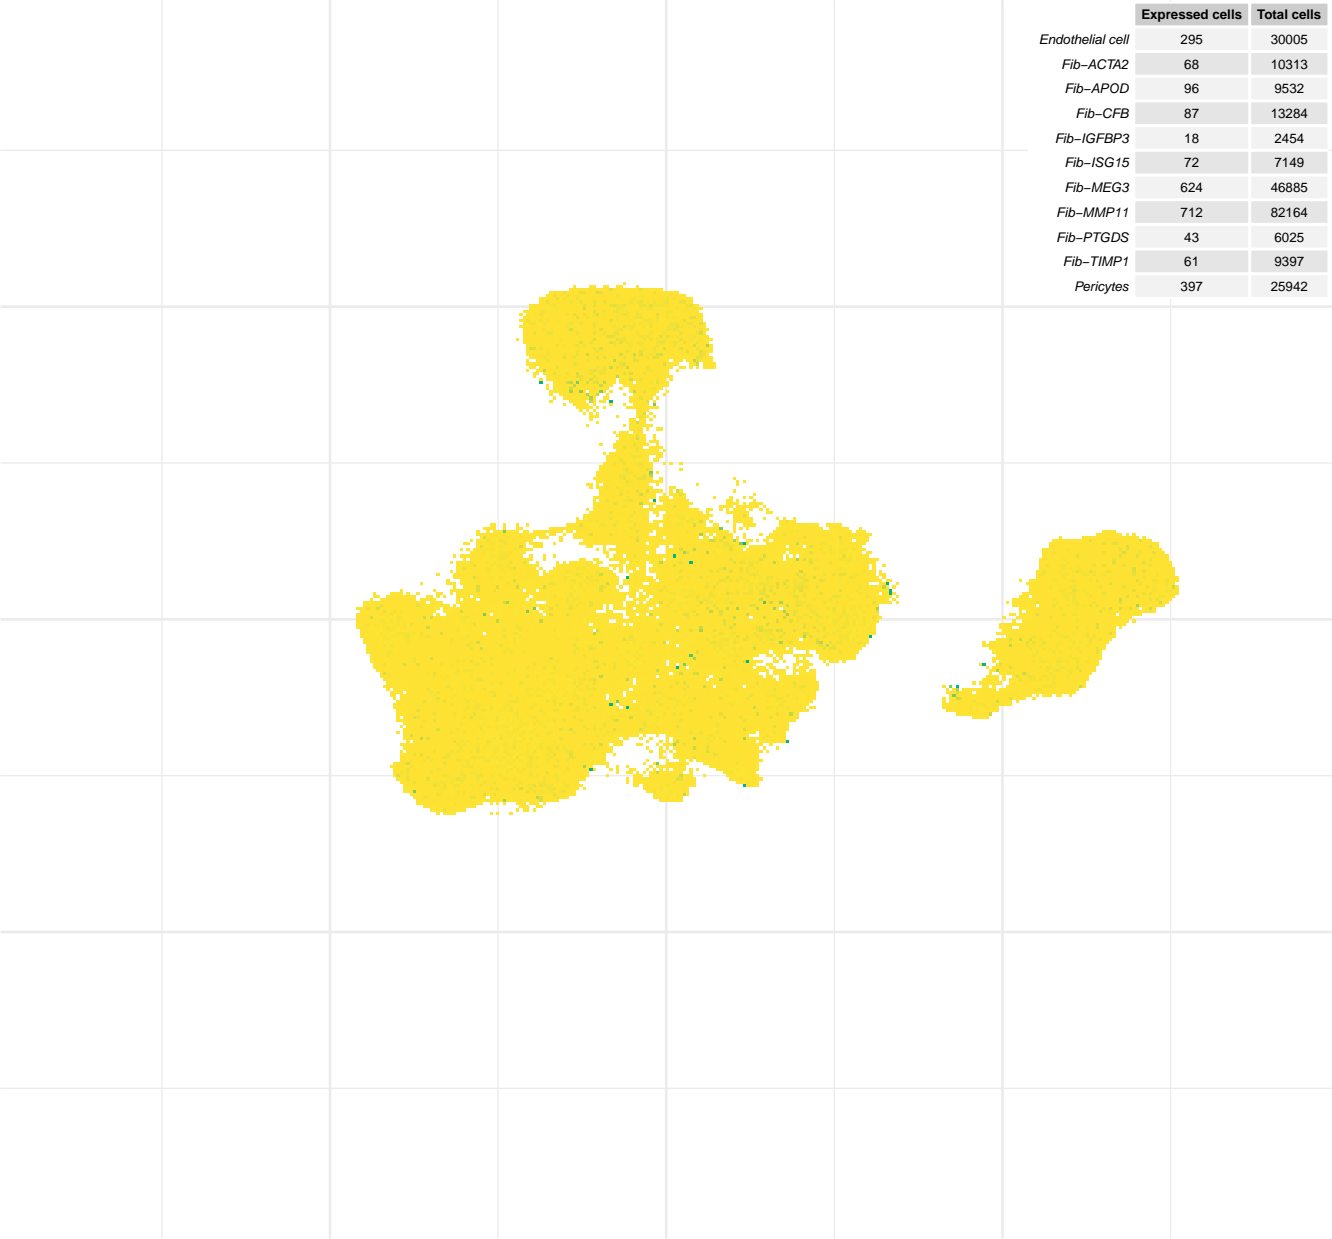 Expressed cells Total cells
Endothelial cell 295 30005
Fib−ACTA2 68 10313
Fib−APOD 96 9532
Fib−CFB 87 13284
Fib−IGFBP3 18 2454
Fib−ISG15 72 7149
Fib−MEG3 624 46885
Fib−MMP11 712 82164
Fib−PTGDS 43 6025
Fib−TIMP1 61 9397
Pericytes 397 25942